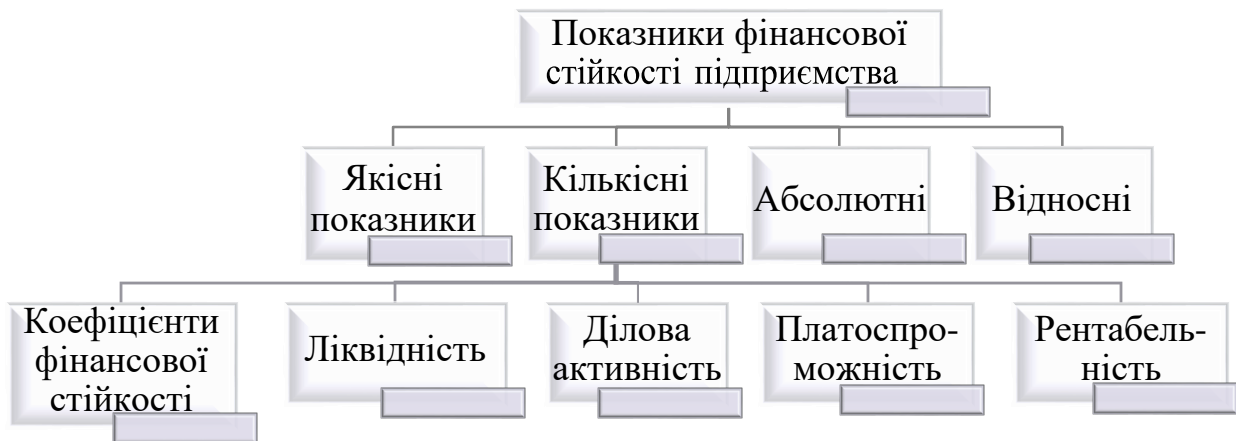 Показники фінансової
стійкості підприємства
Якісні
показники
Кількісні
показники
Абсолютні
Відносні
Коефіцієнти
фінансової
стійкості
Ліквідність
Ділова
активність
Платоспро-
можність
Рентабель-
ність